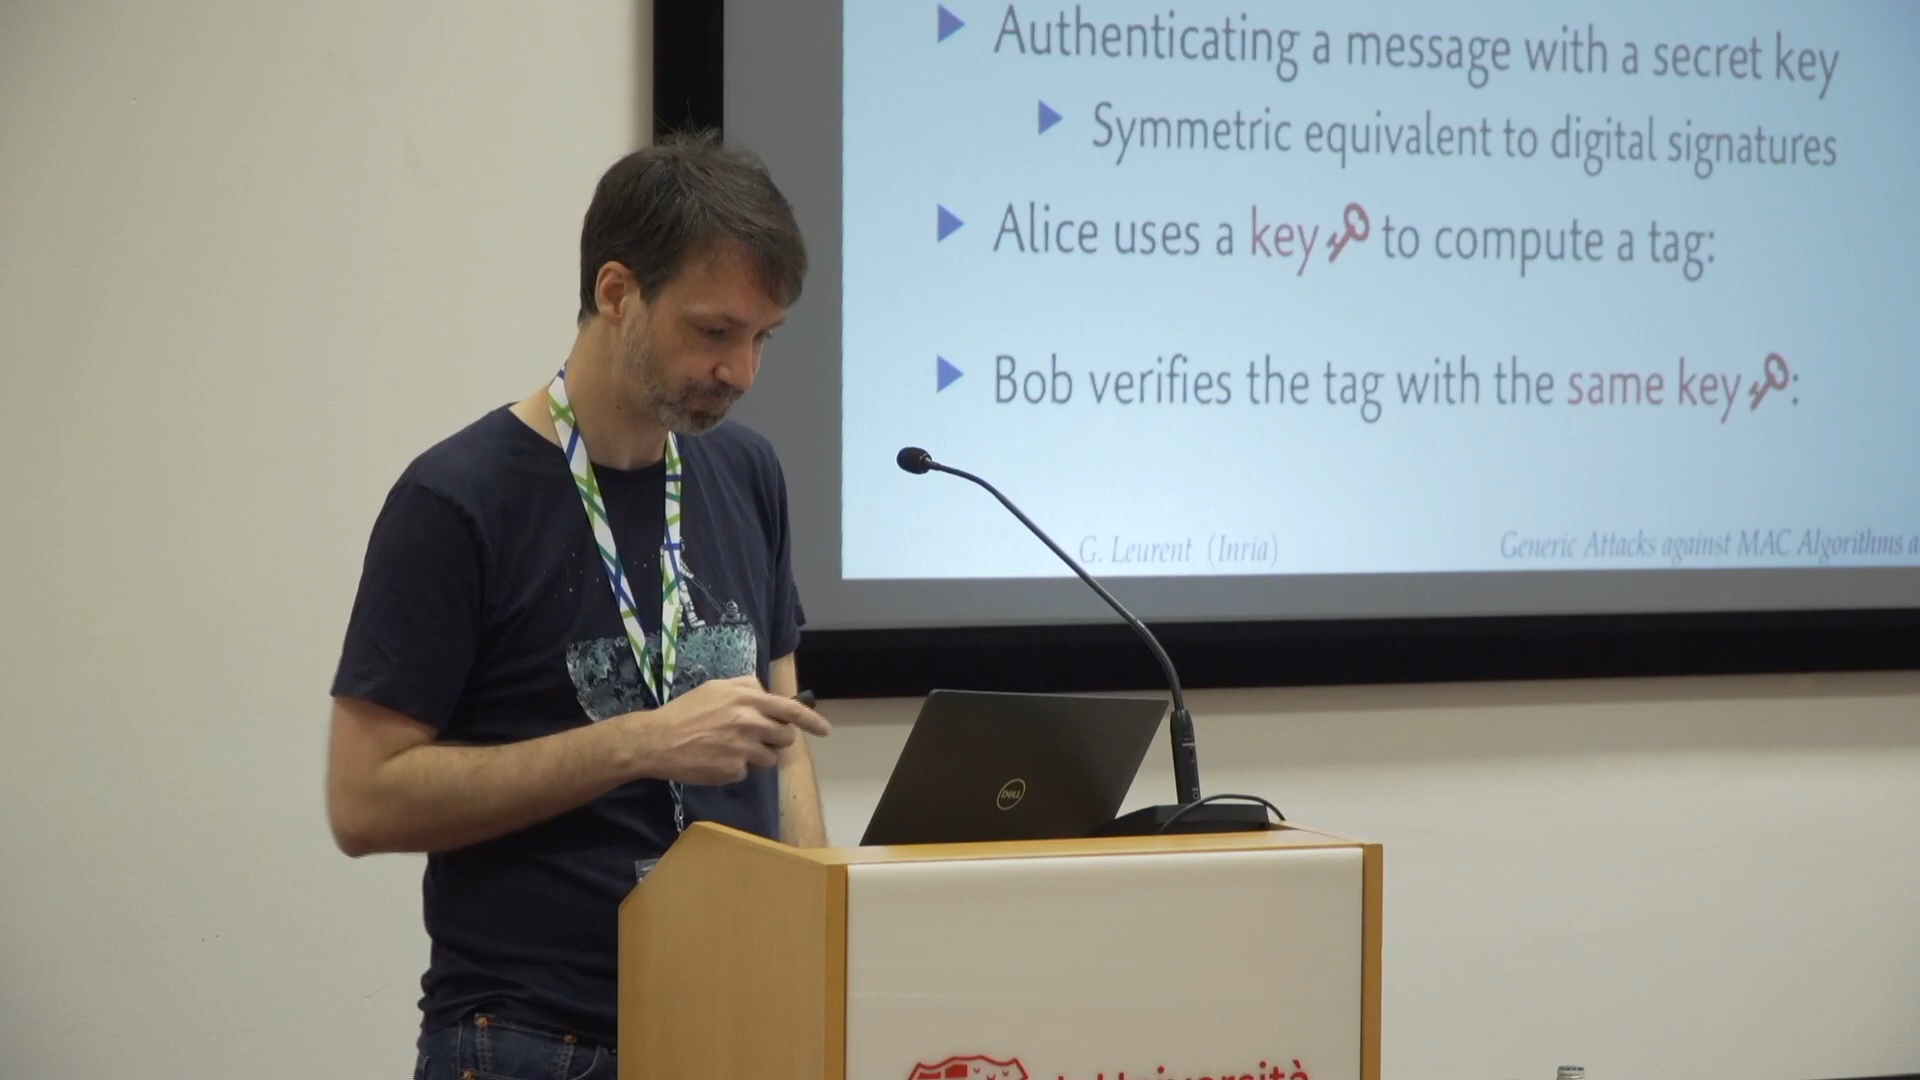 Authenticating a message with a secret key
Symmetric equivalent to digital signatures
Alice uses a key to compute a tag:
Bob verifies the tag with the same key:
G. Leurent (Inria)
Generic Attacks against MAC Algorithms a
DELL
Università